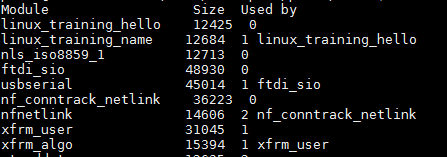 Module Size Used by
linux_training_hello 12425 0
linux_training_name 12684 1 linux_training_hello
nls_iso8859_1 12713 0
ftdi_sio 48930 0
usbserial 45014 1 ftdi_sio
nf_conntrack_netlink 36223 0
nfnetlink 14606 2 nf_conntrack_netlink
xfrm_user 31045 1
xfrm_algo 15394 1 xfrm_user